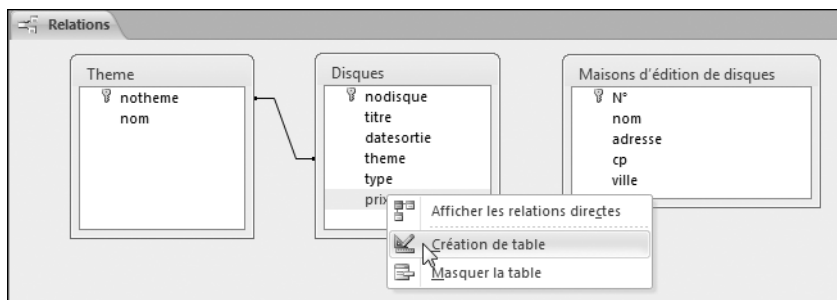 Relations
Theme
notheme
nom
Disques
nodisque
titre
datesortie
theme
type
prix
Maisons d'édition de disques
N°
nom
adresse
cp
ville
Afficher les relations directes
Création de table
Masquer la table